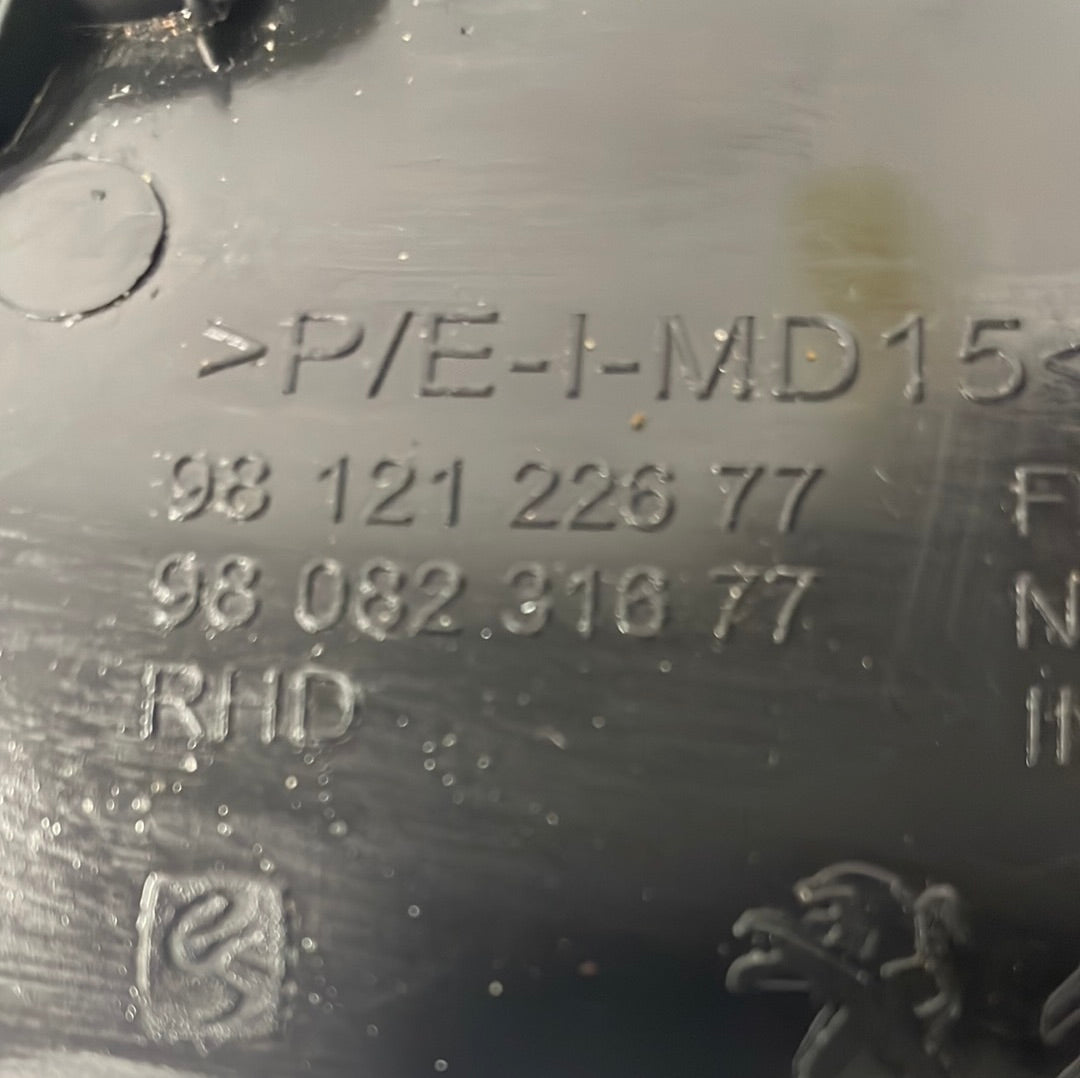 >P/E-I-MD15<
98 121 226 77
98 082 316 77
RHD